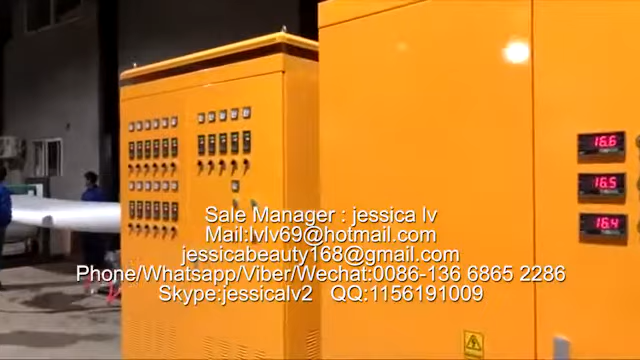 16.6
16.5
16.4
Sale Manager : jessica lv
Mail:lvlv69@hotmail.com
jessicabeauty168@gmail.com
Phone/Whatsapp/Viber/Wechat:0086-136 6865 2286
Skype:jessicalv2 QQ:1156191009